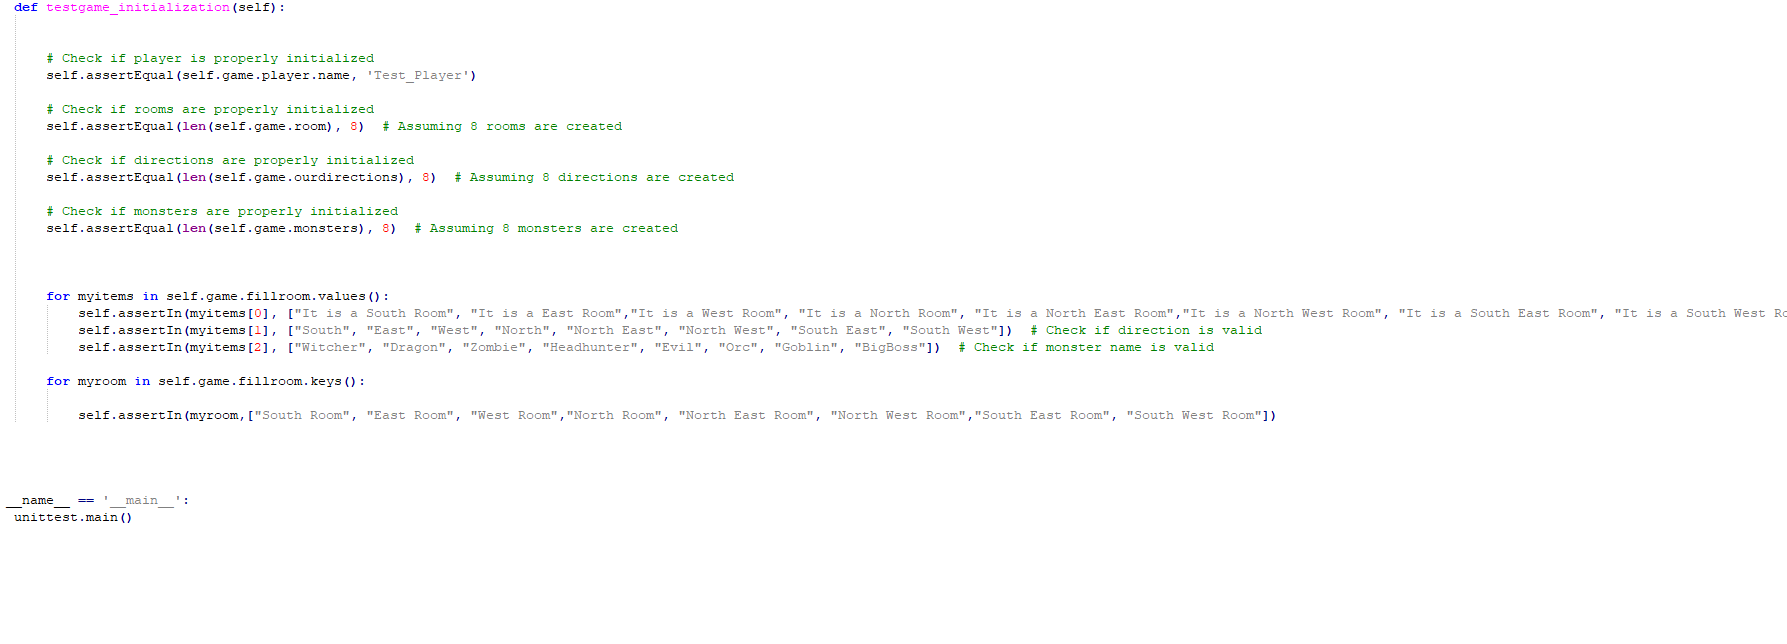 def testgame_initialization(self):
# Check if player is properly initialized
self.assertEqual(self.game.player.name, 'Test_Player')
# Check if rooms are properly initialized
self.assertEqual(len(self.game.room), 8)  # Assuming 8 rooms are created
# Check if directions are properly initialized
self.assertEqual(len(self.game.ourdirections), 8)  # Assuming 8 directions are created
# Check if monsters are properly initialized
self.assertEqual(len(self.game.monsters), 8)  # Assuming 8 monsters are created
for myitems in self.game.fillroom.values():
self.assertIn(myitems[0], ["It is a South Room", "It is a East Room","It is a West Room", "It is a North Room", "It is a North East Room","It is a North West Room", "It is a South East Room", "It is a South West
self.assertIn(myitems[1], ["South", "East", "West", "North", "North East", "North West", "South East", "South West"])  # Check if direction is valid
self.assertIn(myitems[2], ["Witcher", "Dragon", "Zombie", "Headhunter", "Evil", "Orc", "Goblin", "BigBoss"])  # Check if monster name is valid
for myroom in self.game.fillroom.keys():
self.assertIn(myroom,["South Room", "East Room", "West Room","North Room", "North East Room", "North West Room","South East Room", "South West Room"])
__name__ == '__main__':
unittest.main()